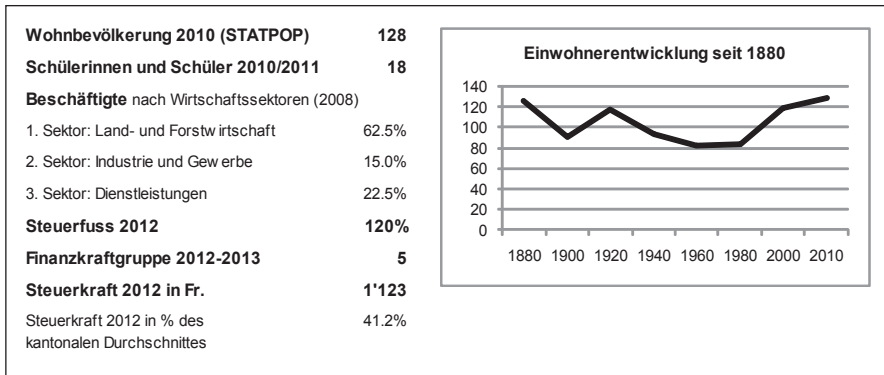 Wohnbevölkerung 2010 (STATPOP) 128
Schülerinnen und Schüler 2010/2011 18
Beschäftigte nach Wirtschaftssektoren (2008)
1. Sektor: Land- und Forstwirtschaft 62.5%
2. Sektor: Industrie und Gewerbe 15.0%
3. Sektor: Dienstleistungen 22.5%
Steuerfuss 2012 120%
Finanzkraftgruppe 2012-2013 5
Steuerkraft 2012 in Fr. 1'123
Steuerkraft 2012 in % des 41.2%
kantonalen Durchschnittes
Einwohnerentwicklung seit 1880
140
120
100
80
60
40
20
0
1880 1900 1920 1940 1960 1980 2000 2010